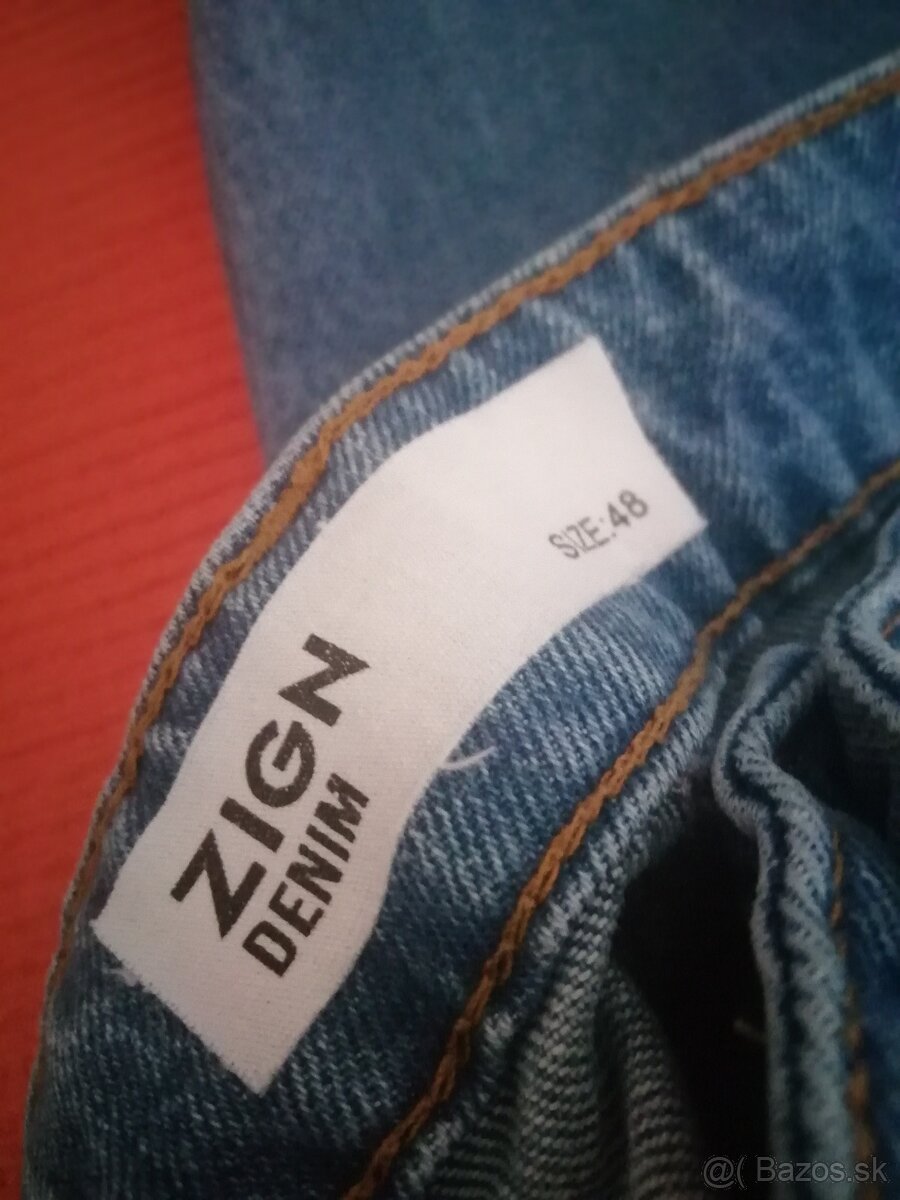 ZIGN
DENIM
SIZE:48
@( Bazos.sk